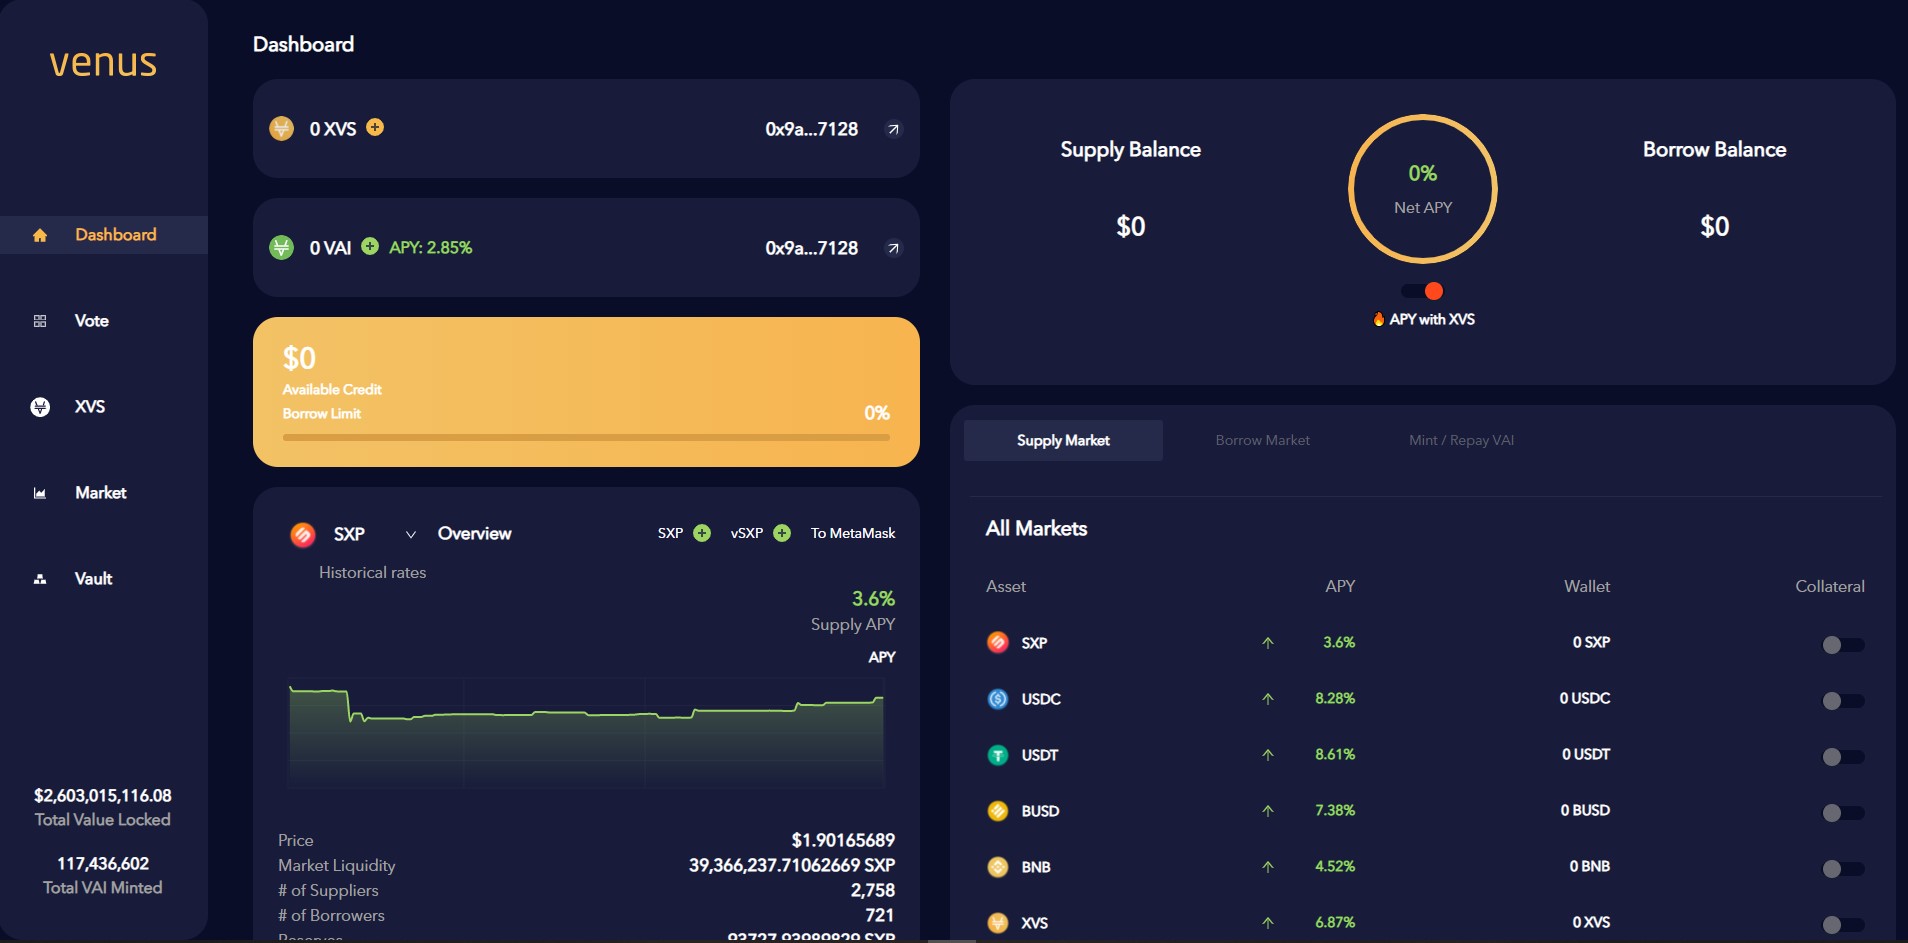 venus
Dashboard
Vote
XVS
Market
Vault
$2,603,015,116.08
Total Value Locked
117,436,602
Total VAI Minted
Dashboard
0 XVS
0x9a...7128
0 VAI
APY: 2.85%
0x9a...7128
$0
Available Credit
Borrow Limit
0%
SXP
Overview
SXP
vSXP
To MetaMask
Historical rates
3.6%
Supply APY
APY
Price $1.90165689
Market Liquidity 39,366,237.71062669 SXP
# of Suppliers 2,758
# of Borrowers 721
Reserves 93727.93989829 SXP
Supply Balance
$0
0%
Net APY
APY with XVS
Borrow Balance
$0
Supply Market
Borrow Market
Mint / Repay VAI
All Markets
Asset APY Wallet Collateral
SXP 3.6% 0 SXP
USDC 8.28% 0 USDC
USDT 8.61% 0 USDT
BUSD 7.38% 0 BUSD
BNB 4.52% 0 BNB
XVS 6.87% 0 XVS